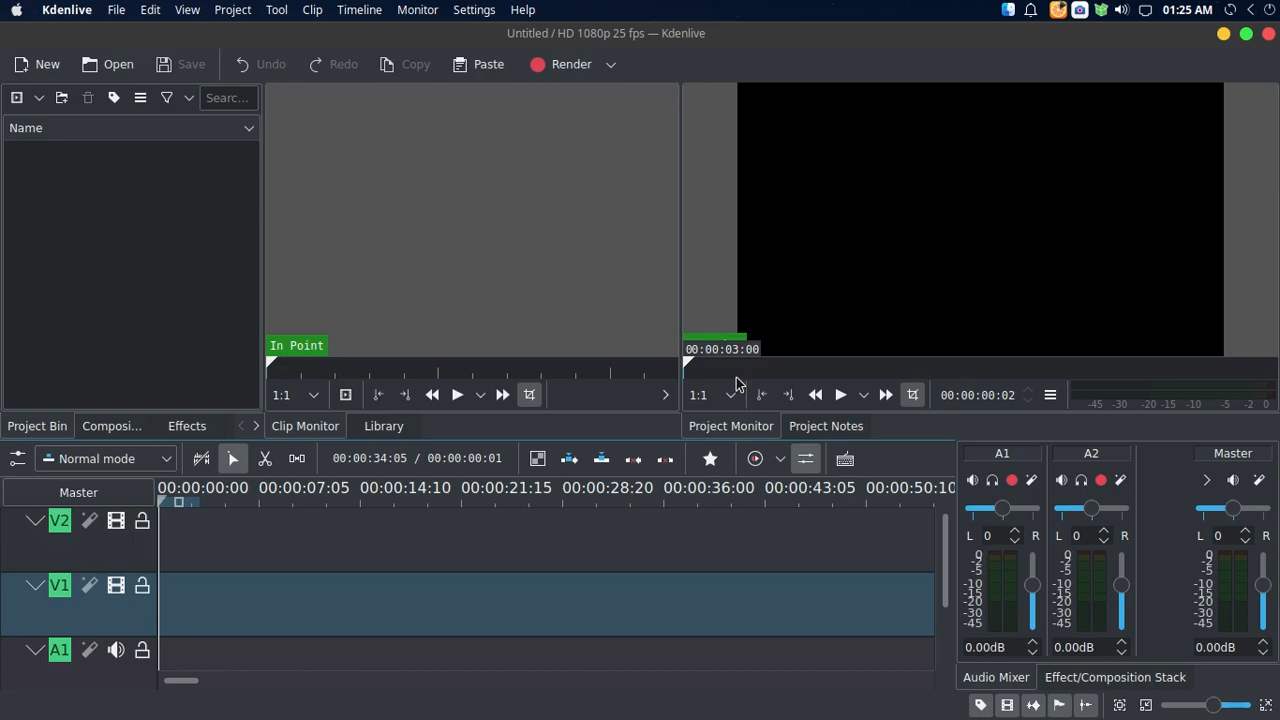 Kdenlive File Edit View Project Tool Clip Timeline Monitor Settings Help 01:25 AM
Untitled / HD 1080p 25 fps — Kdenlive
New Open Save Undo Redo Copy Paste Render
Searc...
Name
In Point
00:00:03:00
1:1
1:1 00:00:00:02
-45 -30 -20 -15 -10 -5 -2 0
Project Bin Composi... Effects Clip Monitor Library Project Notes
Project Monitor
Normal mode 00:00:34:05 / 00:00:00:01
A1 A2 Master
Master 00:00:00:00 00:00:07:05 00:00:14:10 00:00:21:15 00:00:28:20 00:00:36:00 00:00:43:05 00:00:50:10
V2
L 0 R L 0 R L 0 R
V1
0 0 0
-5 -5 -5
-10 -10 -10
-15 -15 -15
-20 -20 -20
-30 -30 -30
-45 -45 -45
A1
0.00dB 0.00dB 0.00dB
Audio Mixer Effect/Composition Stack